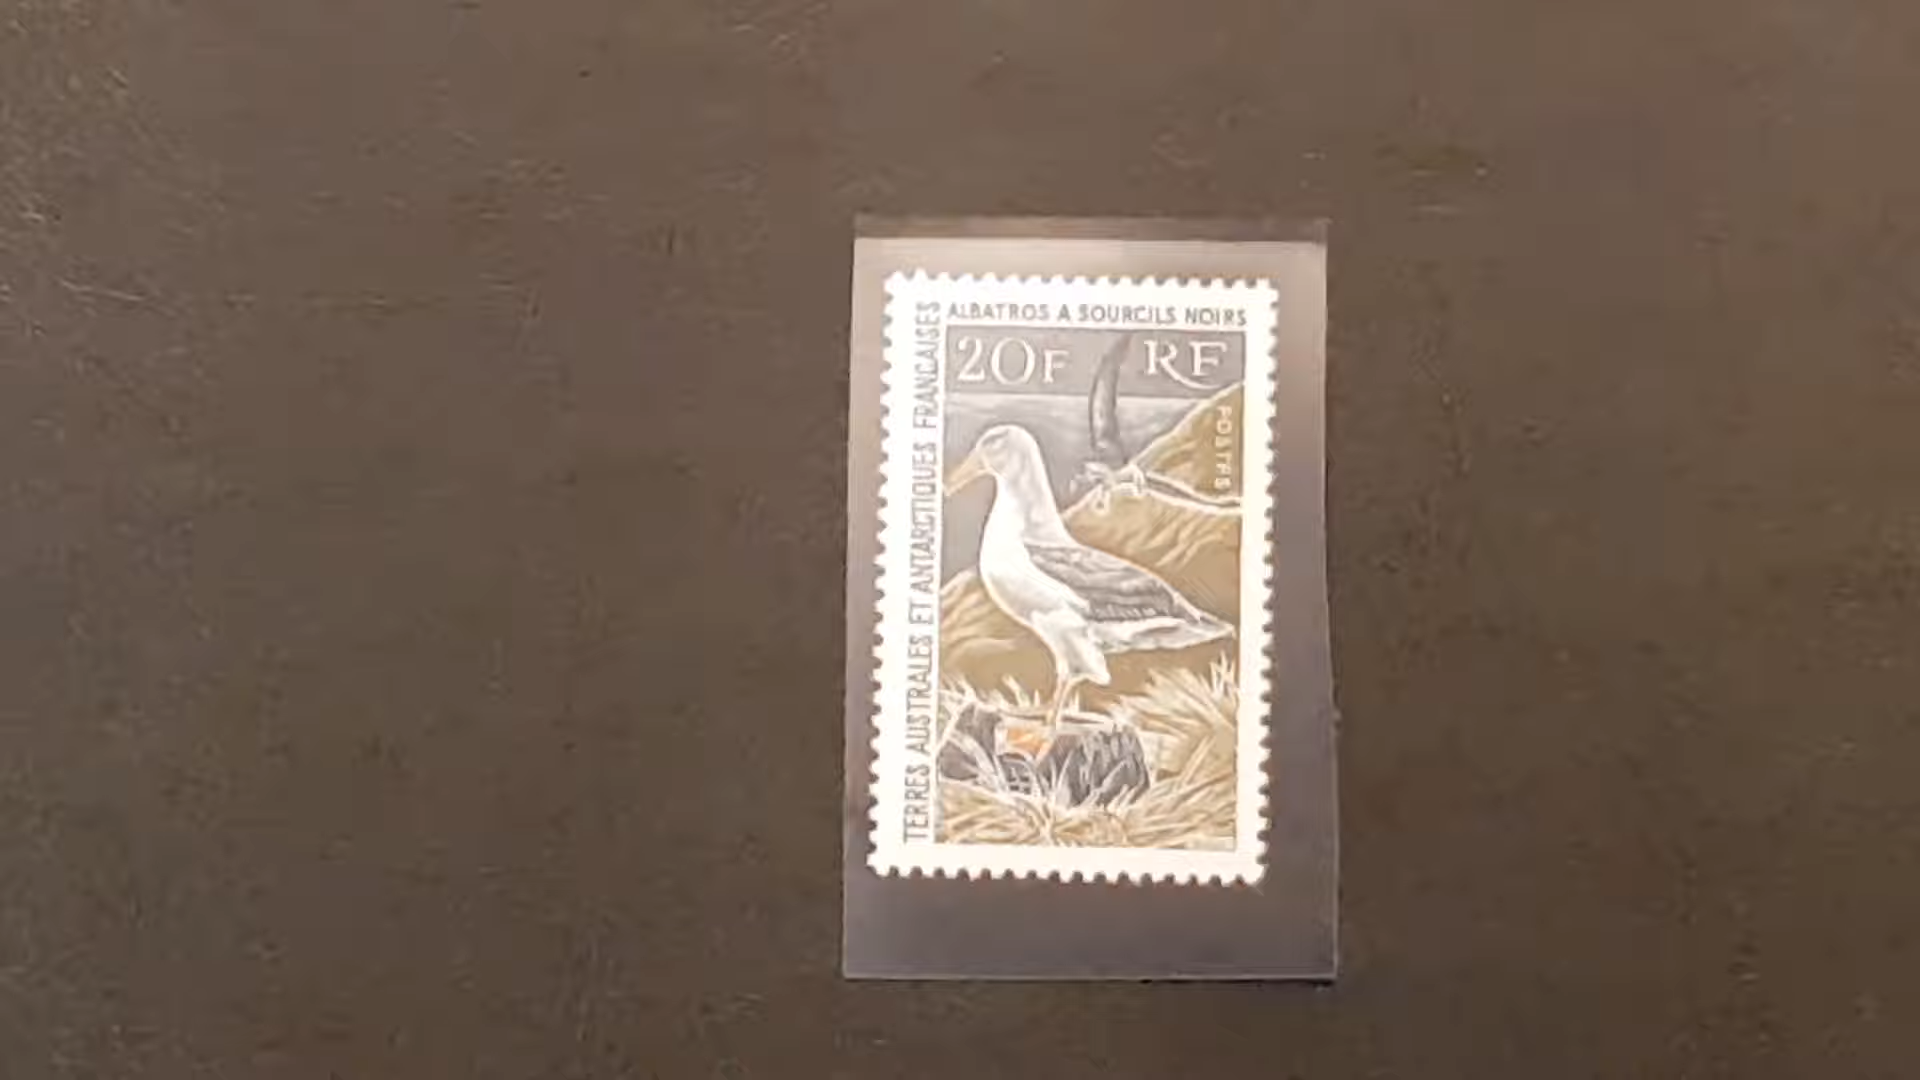 ALBATROS A SOURCILS NOIRS
20F RF
POSTES
TERRES AUSTRALES ET ANTARCTIQUES FRANCAISES